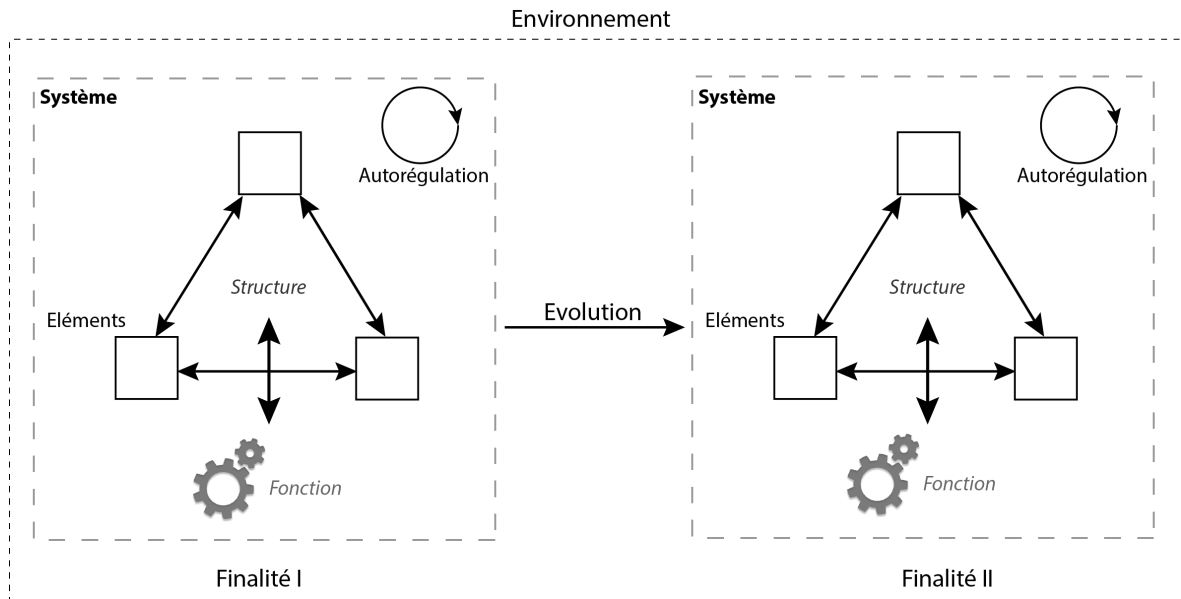 Environnement
Système
Autorégulation
Structure
Eléments
Fonction
Finalité I
Evolution
Système
Autorégulation
Structure
Eléments
Fonction
Finalité II